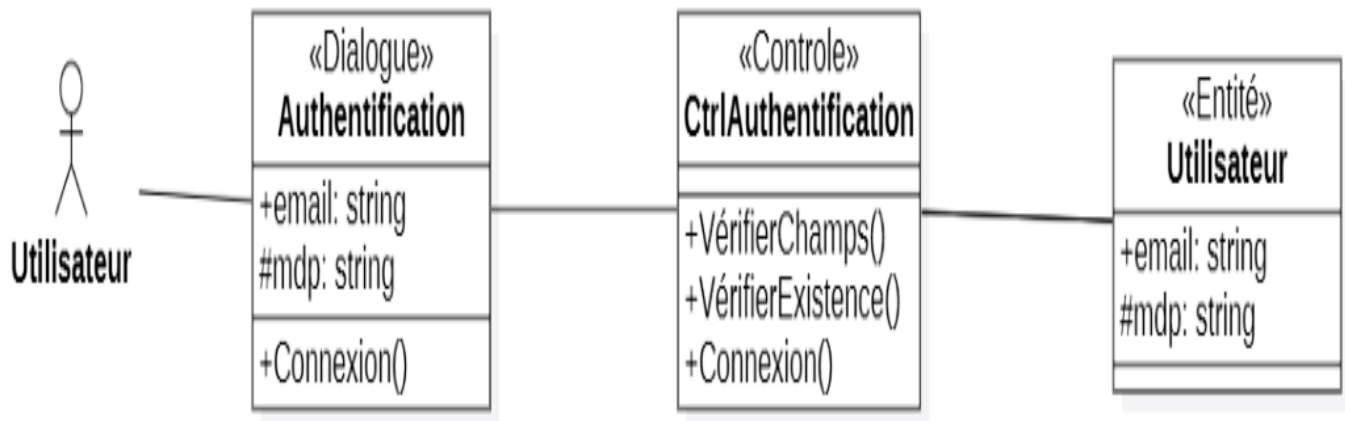 Utilisateur
«Dialogue»
Authentification
+email: string
#mdp: string
+Connexion()
«Controle»
CtrlAuthentification
+VérifierChamps()
+VérifierExistence()
+Connexion()
«Entité»
Utilisateur
+email: string
#mdp: string